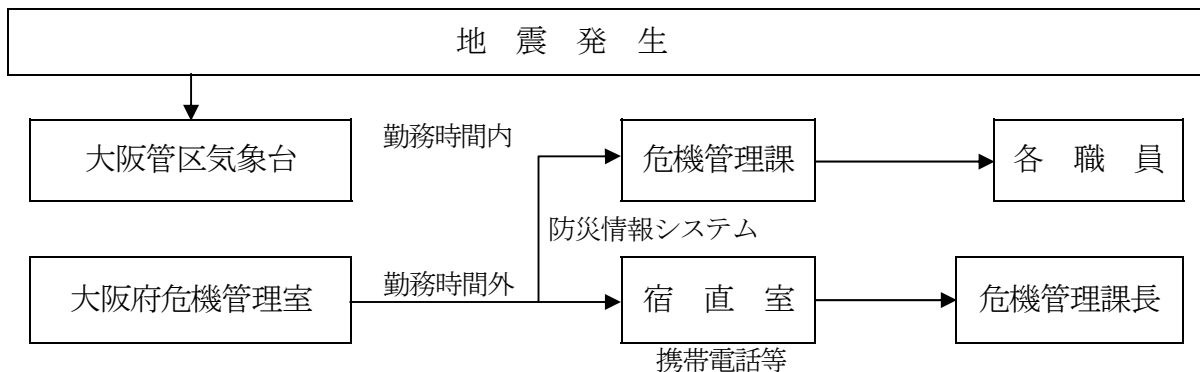 地　震　発　生
勤務時間内
大阪管区気象台
危機管理課
各　職　員
防災情報システム
勤務時間外
大阪府危機管理室
宿　直　室
危機管理課長
携帯電話等